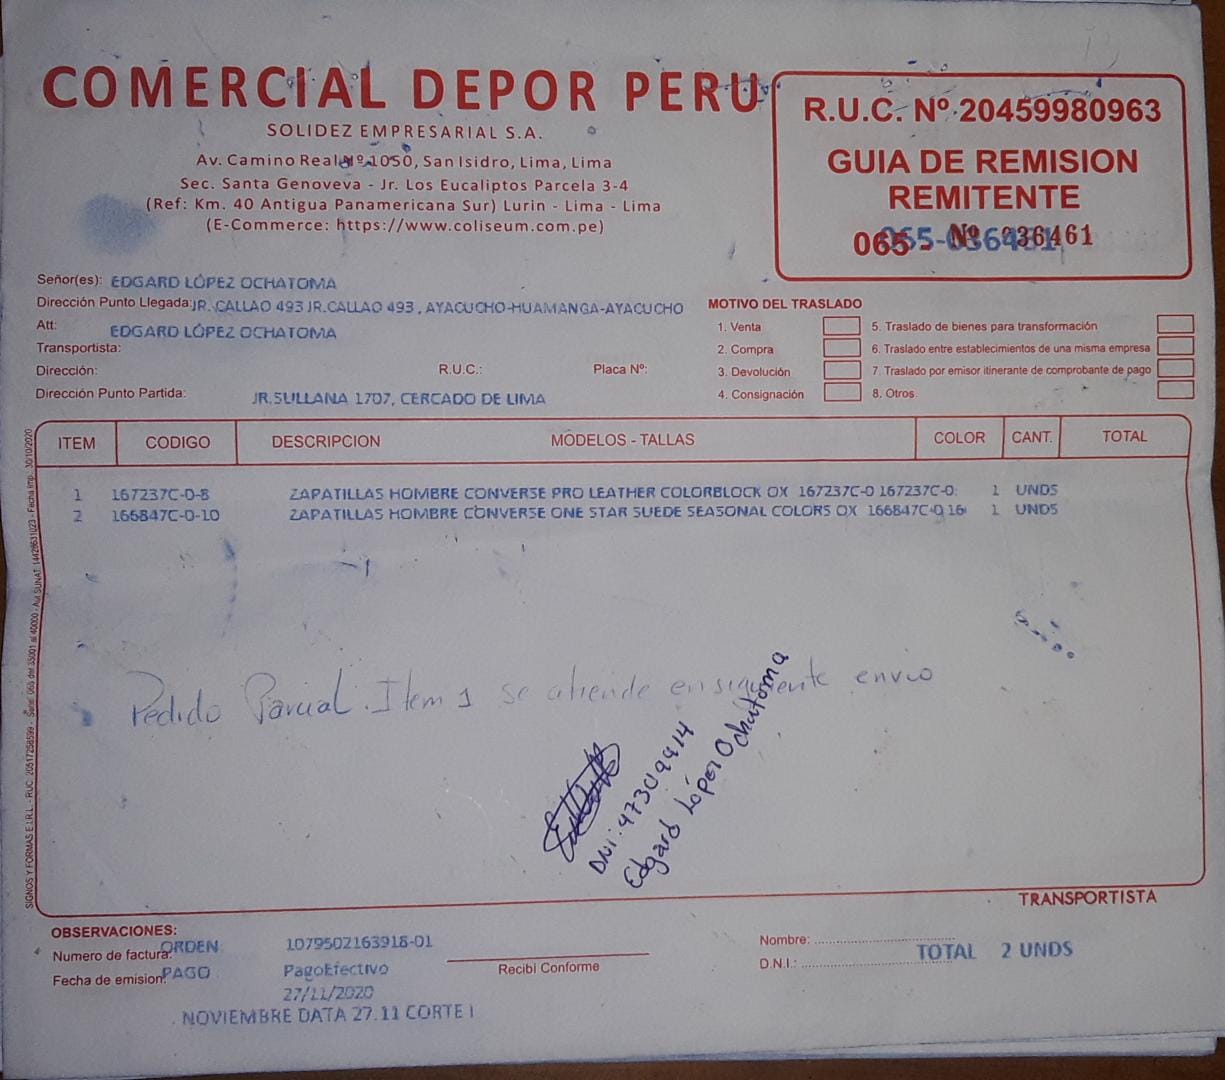 COMERCIAL DEPOR PERU
SOLIDEZ EMPRESARIAL S.A.
Av. Camino Real Nº 1050, San Isidro, Lima, Lima
Sec. Santa Genoveva - Jr. Los Eucaliptos Parcela 3-4
(Ref: Km. 40 Antigua Panamericana Sur) Lurin - Lima - Lima
(E-Commerce: https://www.coliseum.com.pe)
R.U.C. Nº 20459980963
GUIA DE REMISION
REMITENTE
065 - Nº 036461
Señor(es): EDGARD LÓPEZ OCHATOMA
Dirección Punto Llegada: JR. CALLAO 493 JR.CALLAO 493 , AYACUCHO-HUAMANGA-AYACUCHO
Att: EDGARD LÓPEZ OCHATOMA
Transportista:
Dirección: R.U.C.: Placa Nº:
Dirección Punto Partida: JR.SULLANA 1707, CERCADO DE LIMA
MOTIVO DEL TRASLADO
1. Venta 5. Traslado de bienes para transformación
2. Compra 6. Traslado entre establecimientos de una misma empresa
3. Devolución 7. Traslado por emisor itinerante de comprobante de pago
4. Consignación 8. Otros.
ITEM CODIGO DESCRIPCION MODELOS - TALLAS COLOR CANT. TOTAL
1 167237C-0-8 ZAPATILLAS HOMBRE CONVERSE PRO LEATHER COLORBLOCK OX 167237C-0 167237C-0: 1 UNDS
2 166847C-0-10 ZAPATILLAS HOMBRE CONVERSE ONE STAR SUEDE SEASONAL COLORS OX 166847C-0 16 1 UNDS
Pedido Parcial. Item 1 se atiende en siguiente envio
DNI: 47309914
Edgard López Ochatoma
TRANSPORTISTA
OBSERVACIONES:
Numero de factura: ORDEN 1079502163918-01
Fecha de emision: PAGO PagoEfectivo
27/11/2020
NOVIEMBRE DATA 27.11 CORTE I
Recibi Conforme
Nombre:
D.N.I.:
TOTAL 2 UNDS